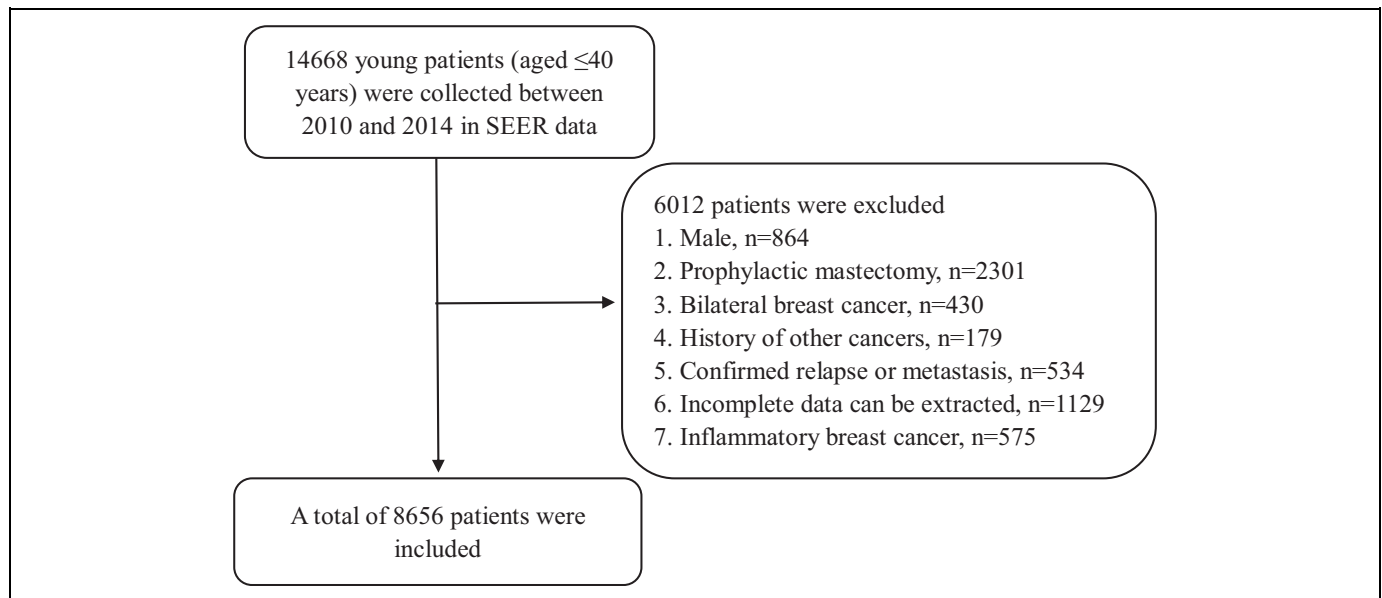 14668 young patients (aged ≤40
years) were collected between
2010 and 2014 in SEER data
6012 patients were excluded
1. Male, n=864
2. Prophylactic mastectomy, n=2301
3. Bilateral breast cancer, n=430
4. History of other cancers, n=179
5. Confirmed relapse or metastasis, n=534
6. Incomplete data can be extracted, n=1129
7. Inflammatory breast cancer, n=575
A total of 8656 patients were
included